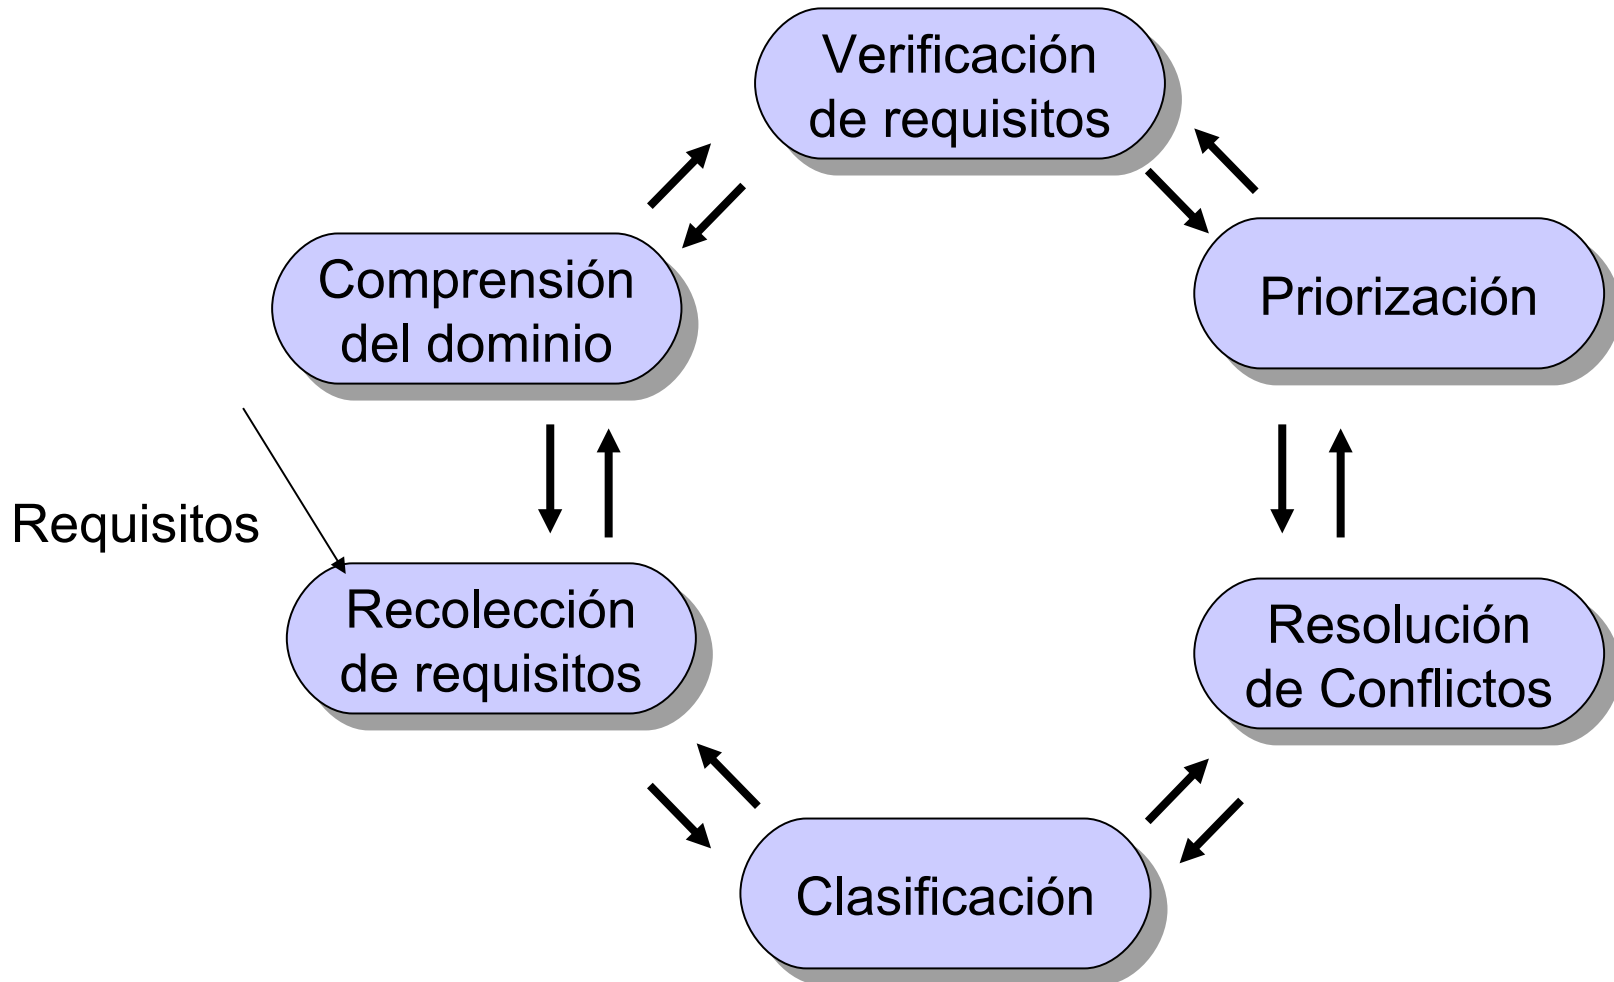 Verificación
de requisitos
Comprensión
del dominio
Priorización
Requisitos
Recolección
de requisitos
Resolución
de Conflictos
Clasificación